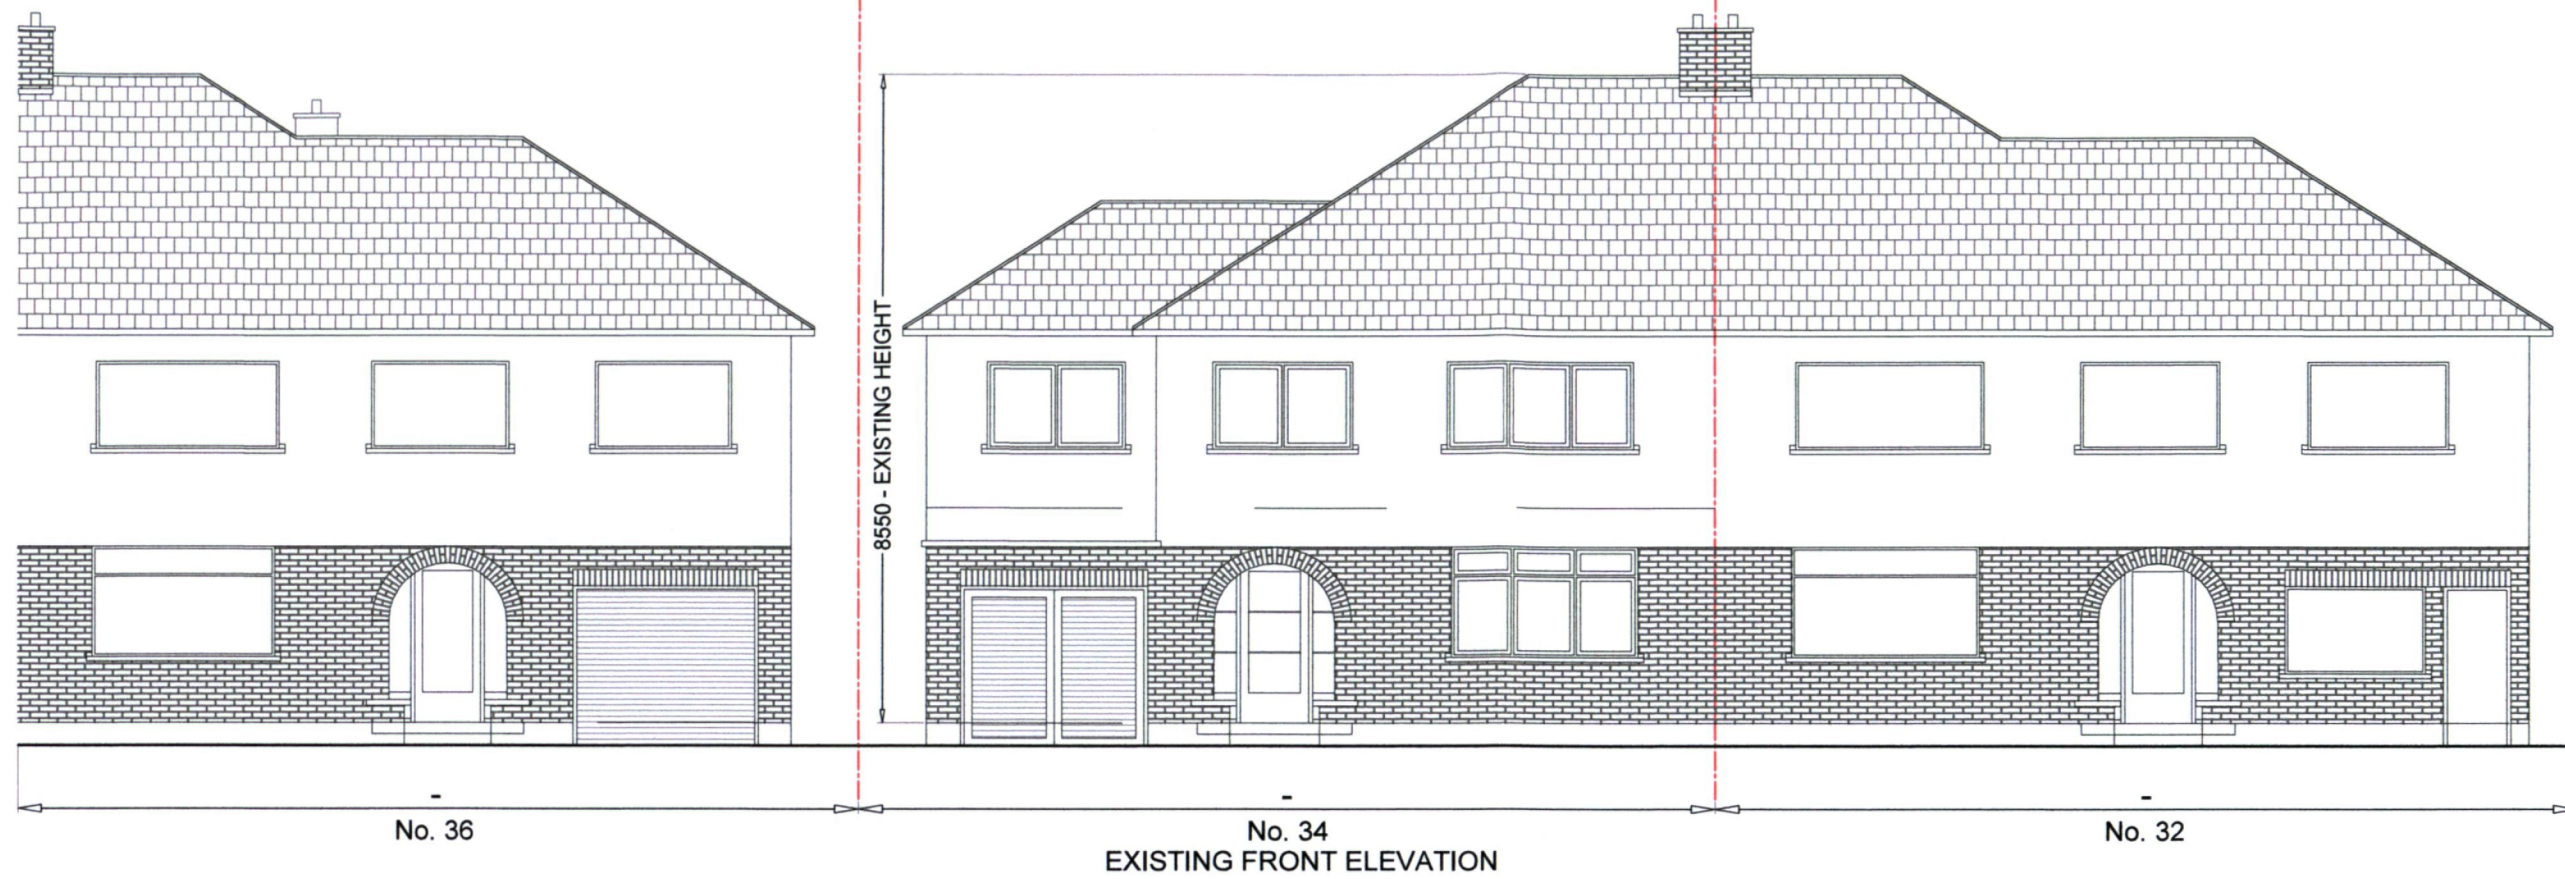 8550 - EXISTING HEIGHT
- - -
No. 36 No. 34 No. 32
EXISTING FRONT ELEVATION